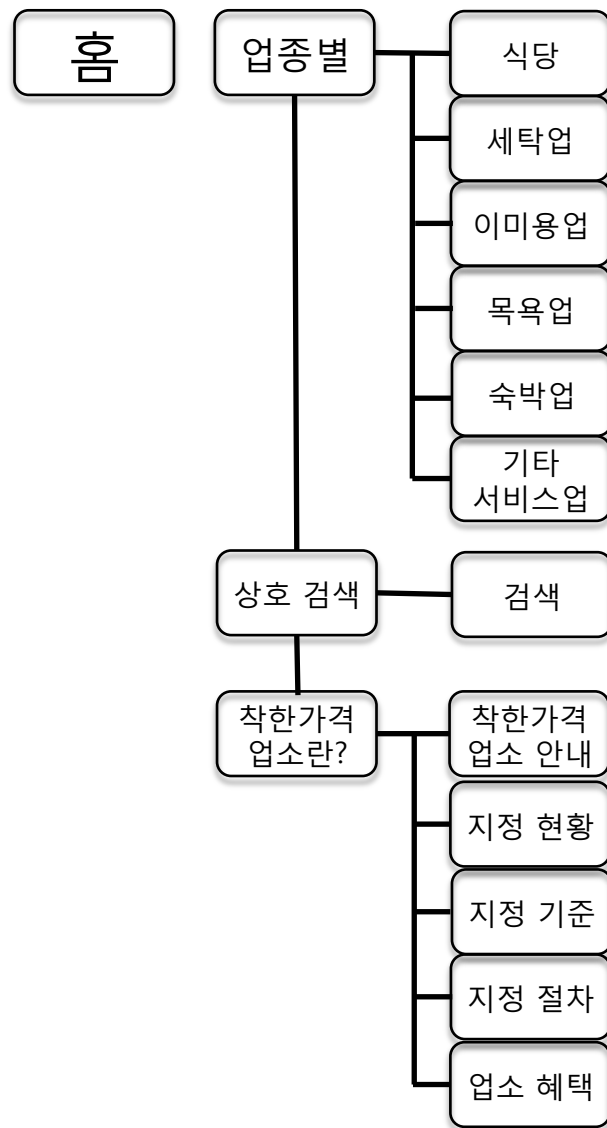 홈
업종별
식당
세탁업
이미용업
목욕업
숙박업
기타
서비스업
상호 검색
검색
착한가격
업소란?
착한가격
업소 안내
지정 현황
지정 기준
지정 절차
업소 혜택